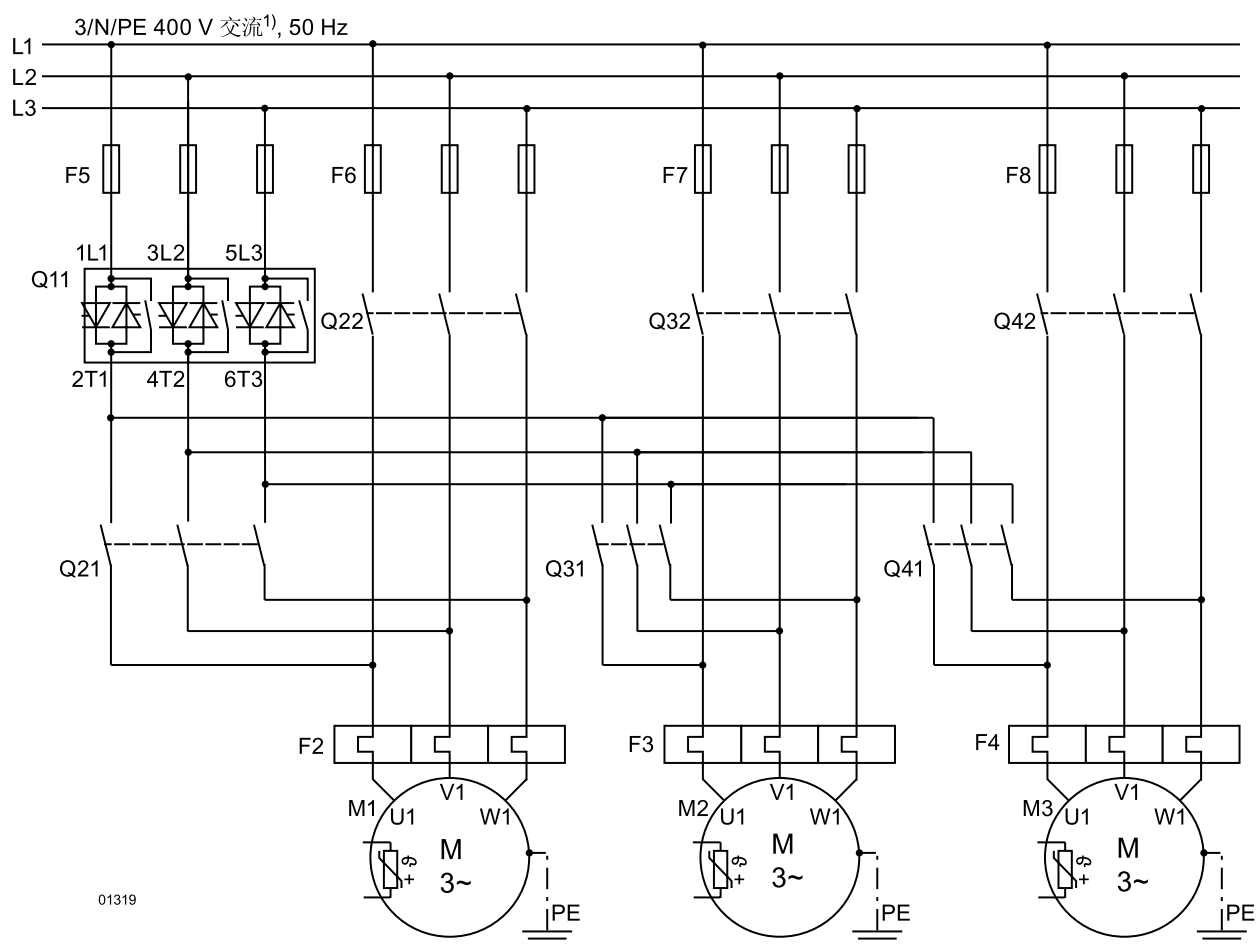 3/N/PE 400 V 交流1), 50 Hz
L1
L2
L3
F5
F6
F7
F8
1L1
3L2
5L3
Q11
Q22
Q32
Q42
2T1
4T2
6T3
Q21
Q31
Q41
F2
F3
F4
M1
U1
V1
W1
M
3~
ϑ
+
PE
M2
U1
V1
W1
M
3~
ϑ
+
PE
M3
U1
V1
W1
M
3~
ϑ
+
PE
01319